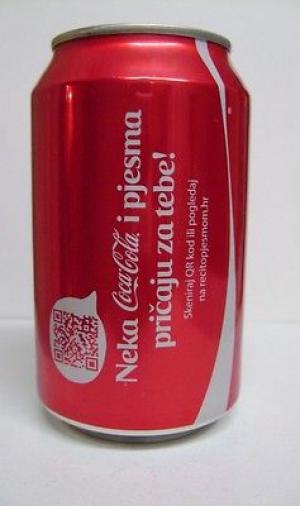 Neka Coca-Cola i pjesma
pričaju za tebe!
Skeniraj QR kod ili pogledaj
na recitopjesmom.hr